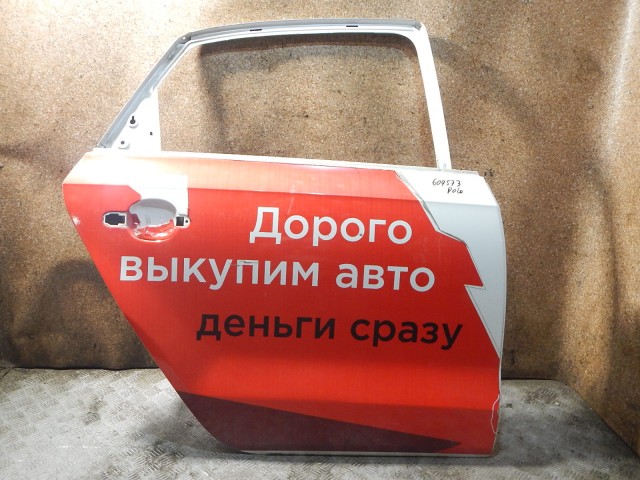 609573
POLO
Дорого
выкупим авто
деньги сразу